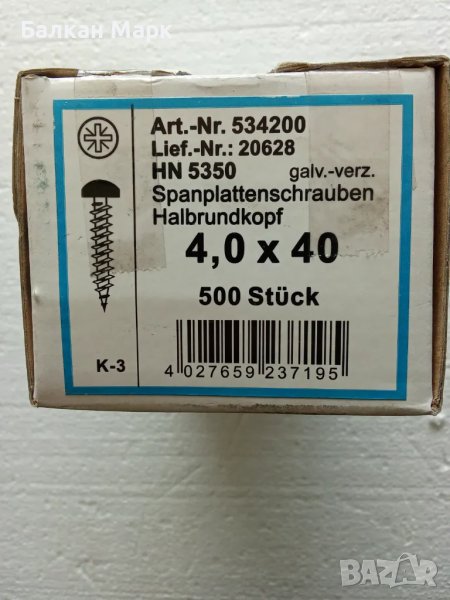 Балкан Марк
Art.-Nr. 534200
Lief.-Nr.: 20628
HN 5350 galv.-verz.
Spanplattenschrauben
Halbrundkopf
4,0 x 40
500 Stück
K-3
4 027659 237195
BAZAR